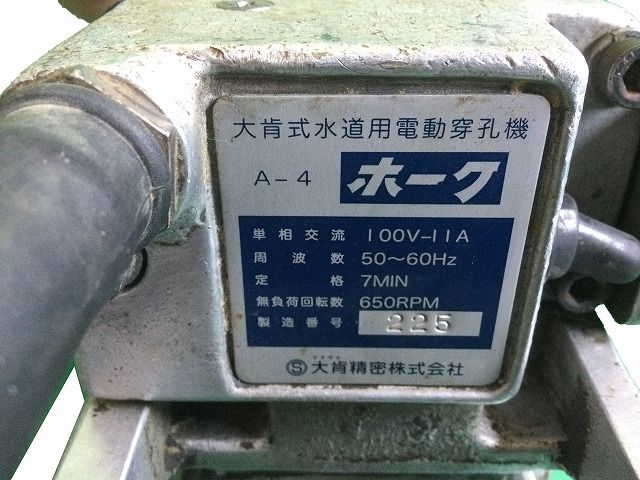 大肯式水道用電動穿孔機
A-4 ホーク
単相交流 100V-11A
周波数 50～60Hz
定格 7MIN
無負荷回転数 650RPM
製造番号 225
Ⓢ大肯精密株式会社